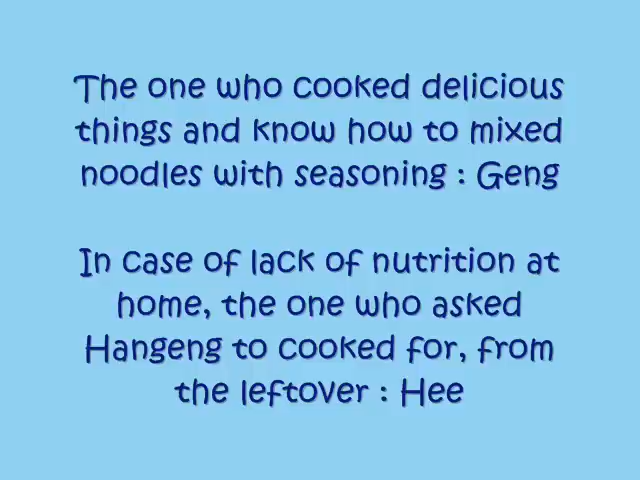 The one who cooked delicious
things and know how to mixed
noodles with seasoning : Geng
In case of lack of nutrition at
home, the one who asked
Hangeng to cooked for, from
the leftover : Hee